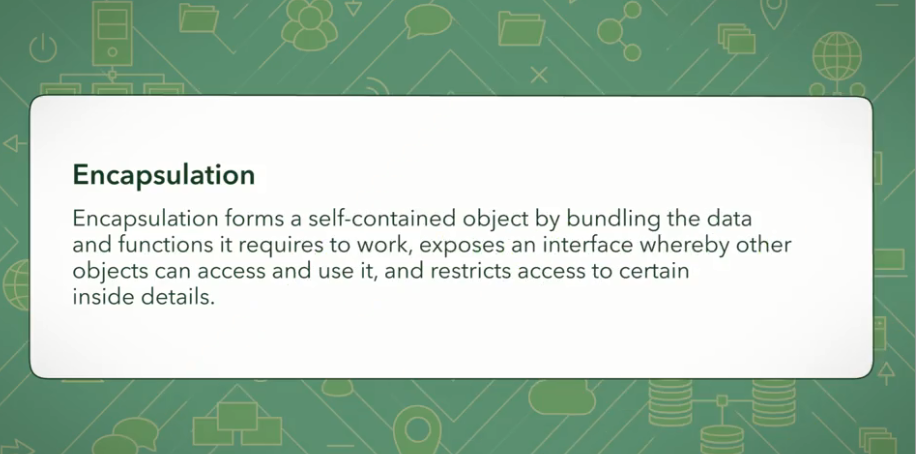 Encapsulation
Encapsulation forms a self-contained object by bundling the data
and functions it requires to work, exposes an interface whereby other
objects can access and use it, and restricts access to certain
inside details.